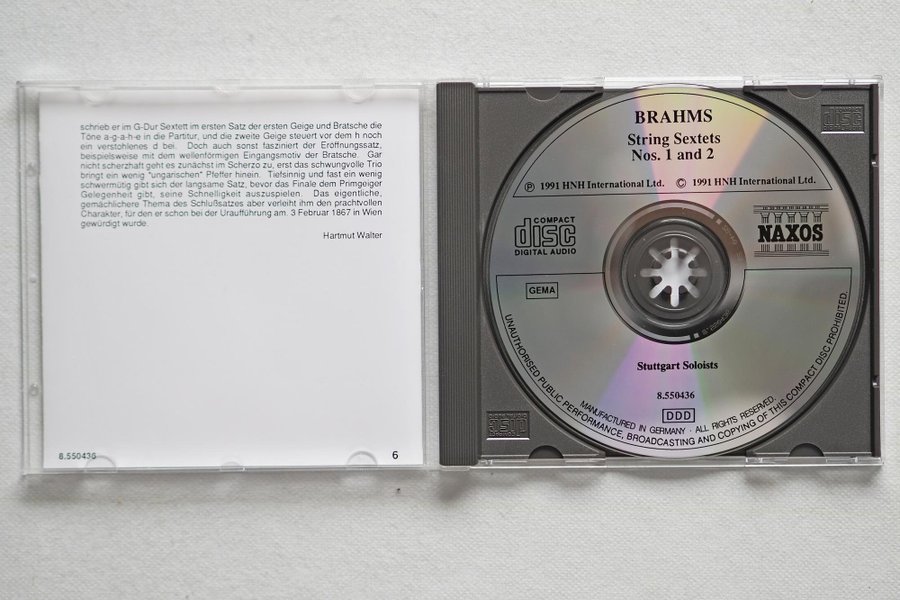 schrieb er im G-Dur Sextett im ersten Satz der ersten Geige und Bratsche die
Töne a-g-a-h-e in die Partitur, und die zweite Geige steuert vor dem h noch
ein verstohlenes d bei. Doch auch sonst fasziniert der Eröffnungssatz,
beispielsweise mit dem wellenförmigen Eingangsmotiv der Bratsche. Gar
nicht scherzhaft geht es zunächst im Scherzo zu, erst das schwungvolle Trio
bringt ein wenig "ungarischen" Pfeffer hinein. Tiefsinnig und fast ein wenig
schwermütig gibt sich der langsame Satz, bevor das Finale dem Primgeiger
Gelegenheit gibt, seine Schnelligkeit auszuspielen. Das eigentliche,
gemächlichere Thema des Schlußsatzes aber verleiht ihm den prachtvollen
Charakter, für den er schon bei der Uraufführung am 3 Februar 1867 in Wien
gewürdigt wurde.
Hartmut Walter
8.550436
6
BRAHMS
String Sextets
Nos. 1 and 2
Ⓟ 1991 HNH International Ltd. © 1991 HNH International Ltd.
COMPACT
disc
DIGITAL AUDIO
NAXOS
GEMA
Stuttgart Soloists
8.550436
DDD
MANUFACTURED IN GERMANY · ALL RIGHTS RESERVED.
UNAUTHORISED PUBLIC PERFORMANCE, BROADCASTING AND COPYING OF THIS COMPACT DISC PROHIBITED.